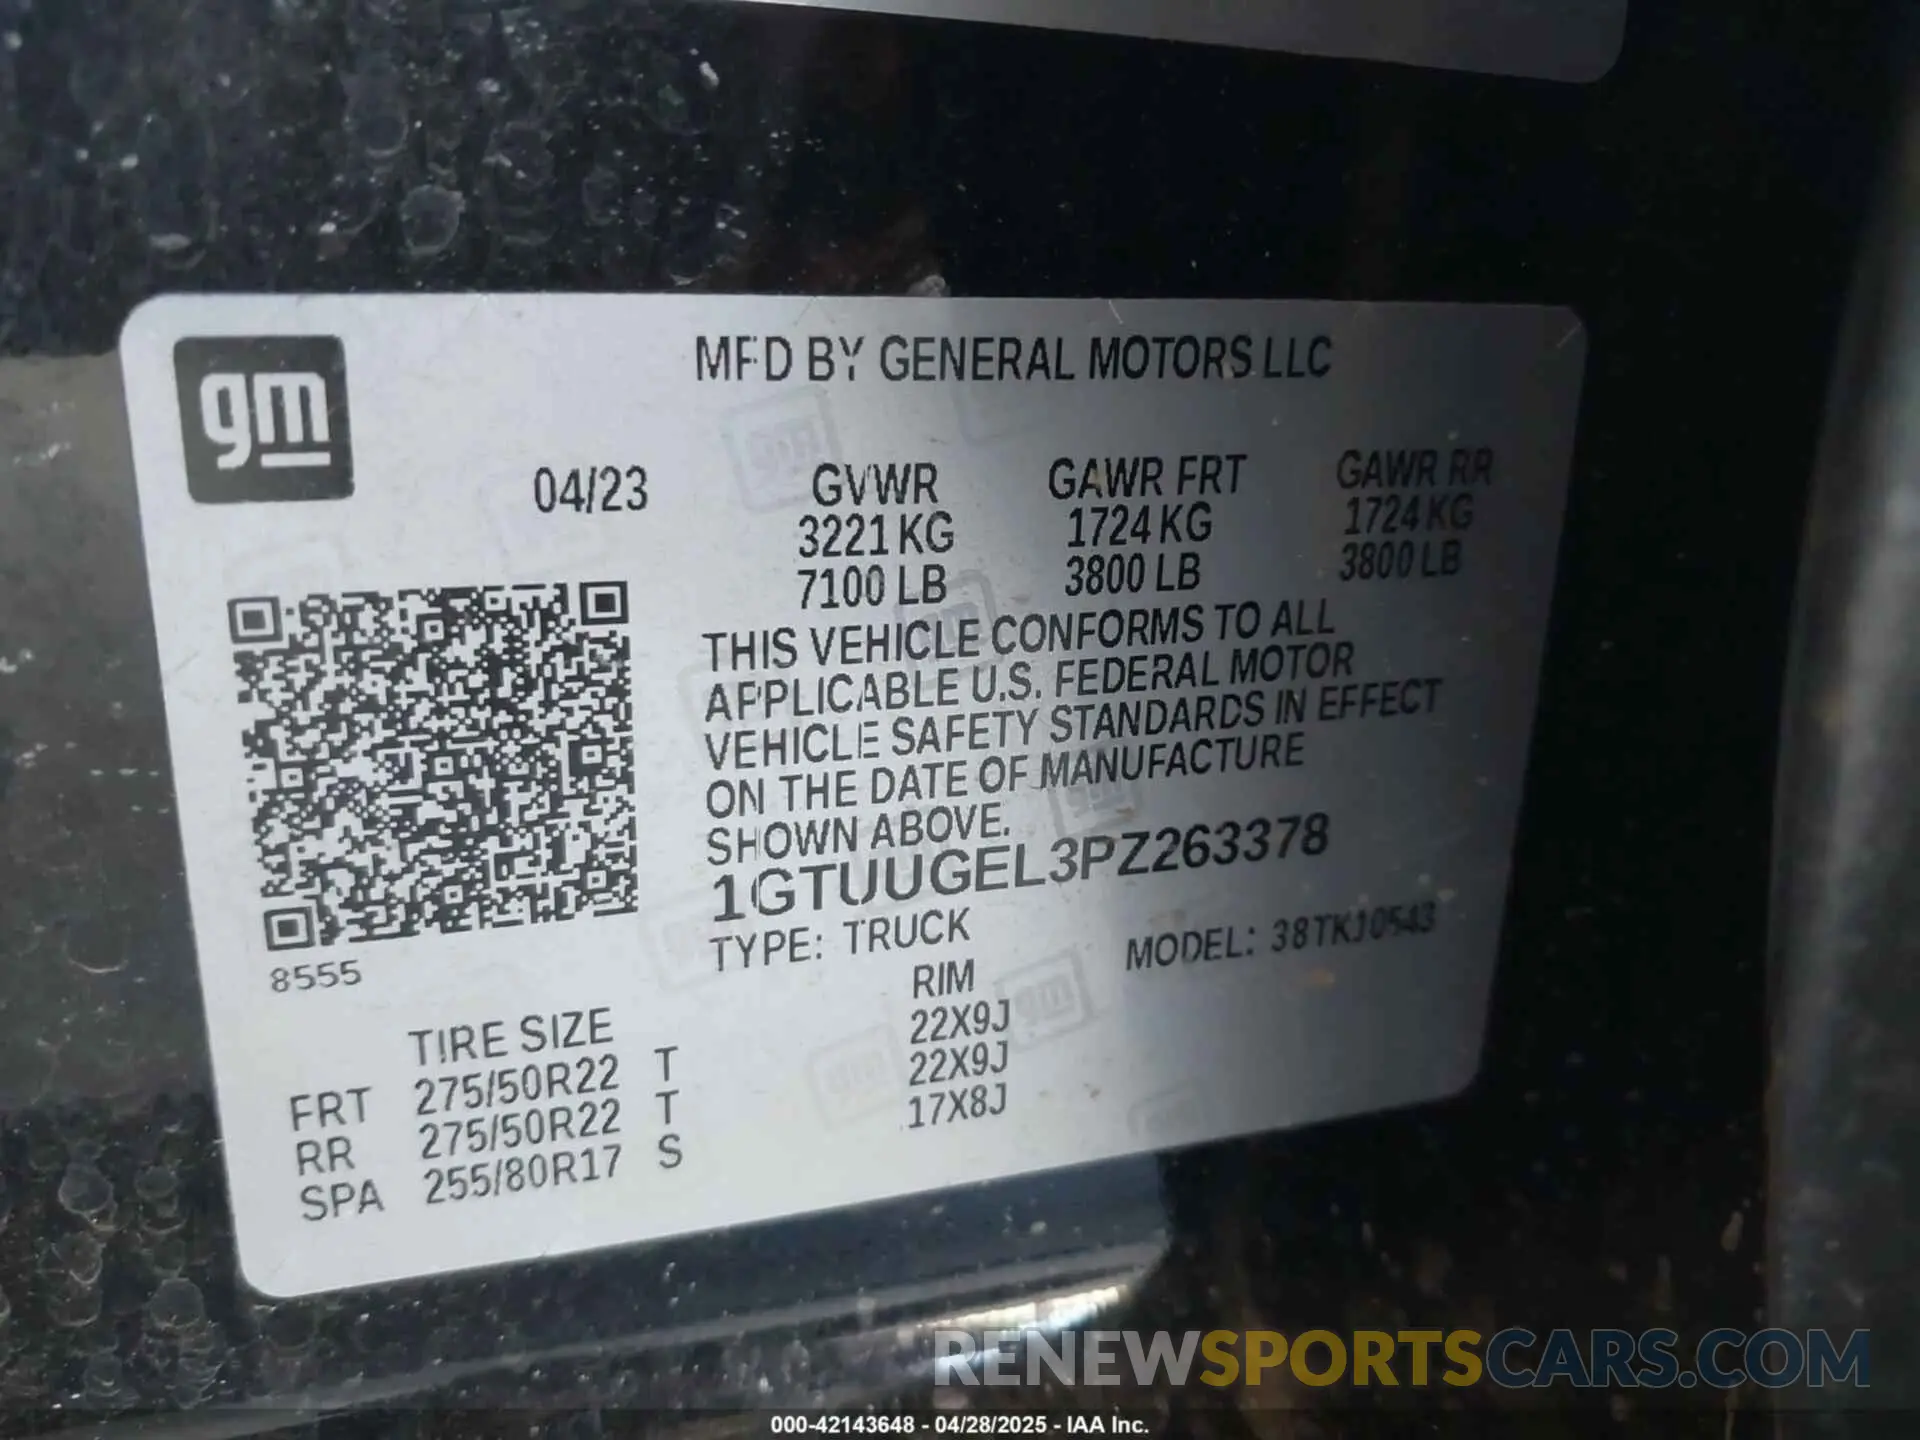 gm
MFD BY GENERAL MOTORS LLC
04/23 GVWR GAWR FRT GAWR RR
3221 KG 1724 KG 1724 KG
7100 LB 3800 LB 3800 LB
THIS VEHICLE CONFORMS TO ALL
APPLICABLE U.S. FEDERAL MOTOR
VEHICLE SAFETY STANDARDS IN EFFECT
ON THE DATE OF MANUFACTURE
SHOWN ABOVE.
1GTUUGEL3PZ263378
8555
TYPE: TRUCK MODEL: 38TKJ0543
TIRE SIZE RIM
FRT 275/50R22 T 22X9J
RR 275/50R22 T 22X9J
SPA 255/80R17 S 17X8J
RENEWSPORTSCARS.COM
000-42143648 - 04/28/2025 - IAA Inc.